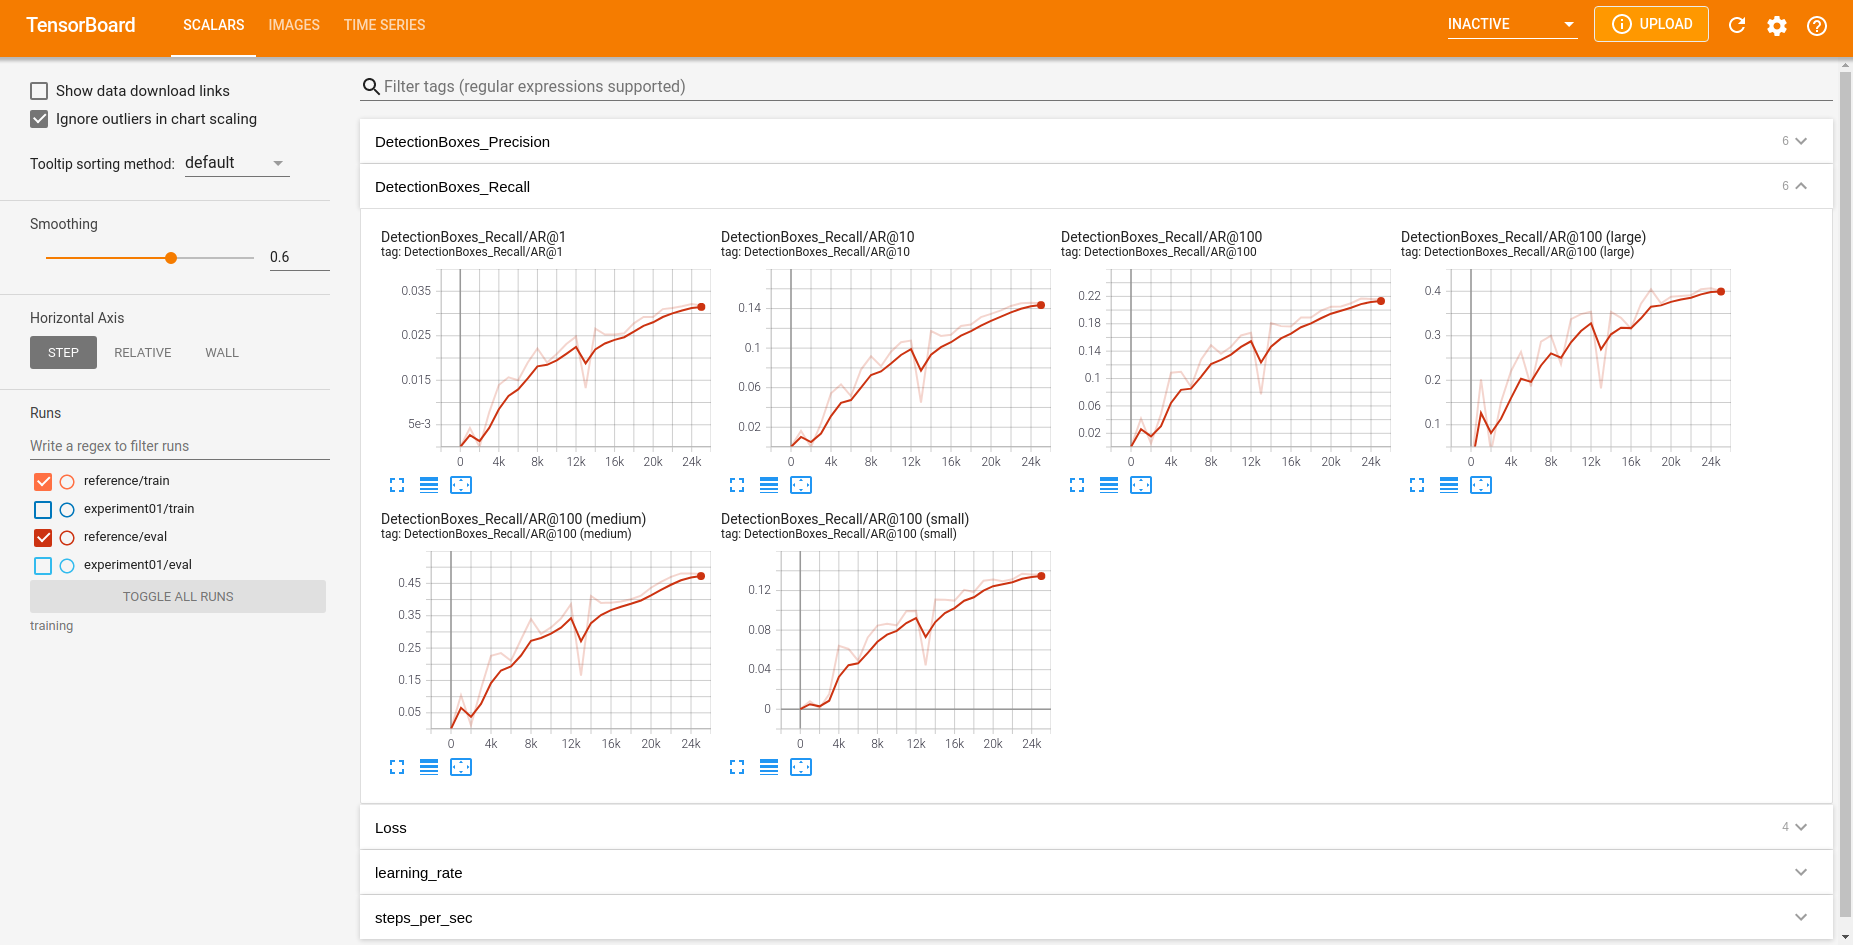 TensorBoard SCALARS IMAGES TIME SERIES INACTIVE UPLOAD
Show data download links
Ignore outliers in chart scaling
Tooltip sorting method: default
Smoothing
0.6
Horizontal Axis
STEP RELATIVE WALL
Runs
Write a regex to filter runs
reference/train
experiment01/train
reference/eval
experiment01/eval
TOGGLE ALL RUNS
training
Filter tags (regular expressions supported)
DetectionBoxes_Precision 6
DetectionBoxes_Recall 6
DetectionBoxes_Recall/AR@1
tag: DetectionBoxes_Recall/AR@1
0.035
0.025
0.015
5e-3
0 4k 8k 12k 16k 20k 24k
DetectionBoxes_Recall/AR@10
tag: DetectionBoxes_Recall/AR@10
0.14
0.1
0.06
0.02
0 4k 8k 12k 16k 20k 24k
DetectionBoxes_Recall/AR@100
tag: DetectionBoxes_Recall/AR@100
0.22
0.18
0.14
0.1
0.06
0.02
0 4k 8k 12k 16k 20k 24k
DetectionBoxes_Recall/AR@100 (large)
tag: DetectionBoxes_Recall/AR@100 (large)
0.4
0.3
0.2
0.1
0 4k 8k 12k 16k 20k 24k
DetectionBoxes_Recall/AR@100 (medium)
tag: DetectionBoxes_Recall/AR@100 (medium)
0.45
0.35
0.25
0.15
0.05
0 4k 8k 12k 16k 20k 24k
DetectionBoxes_Recall/AR@100 (small)
tag: DetectionBoxes_Recall/AR@100 (small)
0.12
0.08
0.04
0
0 4k 8k 12k 16k 20k 24k
Loss 4
learning_rate
steps_per_sec